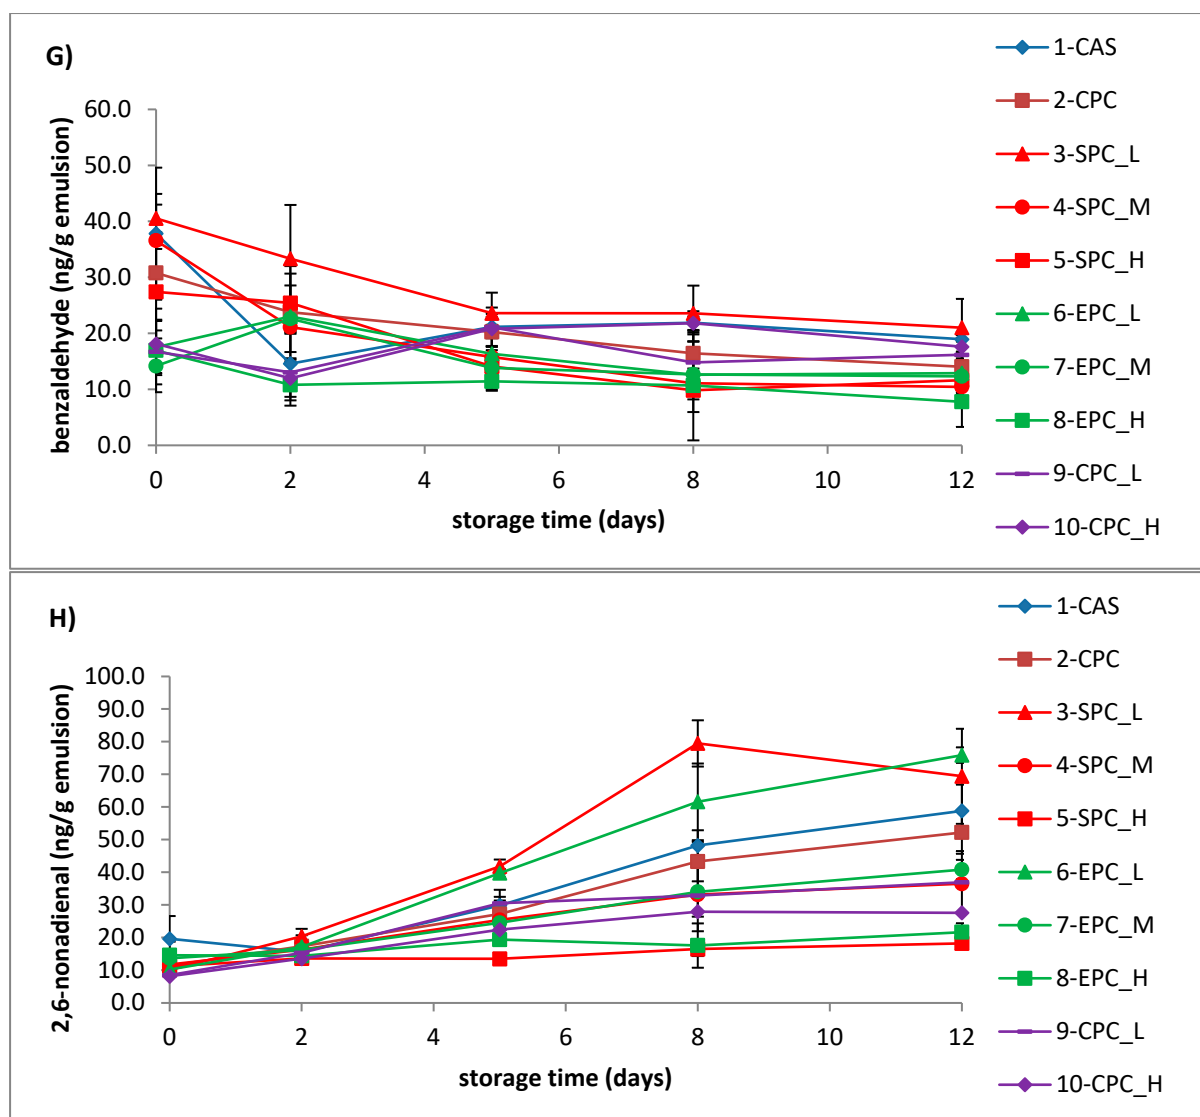 G)
benzaldehyde (ng/g emulsion)
60.0
50.0
40.0
30.0
20.0
10.0
0.0
0 2 4 6 8 10 12
storage time (days)
1-CAS
2-CPC
3-SPC_L
4-SPC_M
5-SPC_H
6-EPC_L
7-EPC_M
8-EPC_H
9-CPC_L
10-CPC_H
H)
2,6-nonadienal (ng/g emulsion)
100.0
90.0
80.0
70.0
60.0
50.0
40.0
30.0
20.0
10.0
0.0
0 2 4 6 8 10 12
storage time (days)
1-CAS
2-CPC
3-SPC_L
4-SPC_M
5-SPC_H
6-EPC_L
7-EPC_M
8-EPC_H
9-CPC_L
10-CPC_H